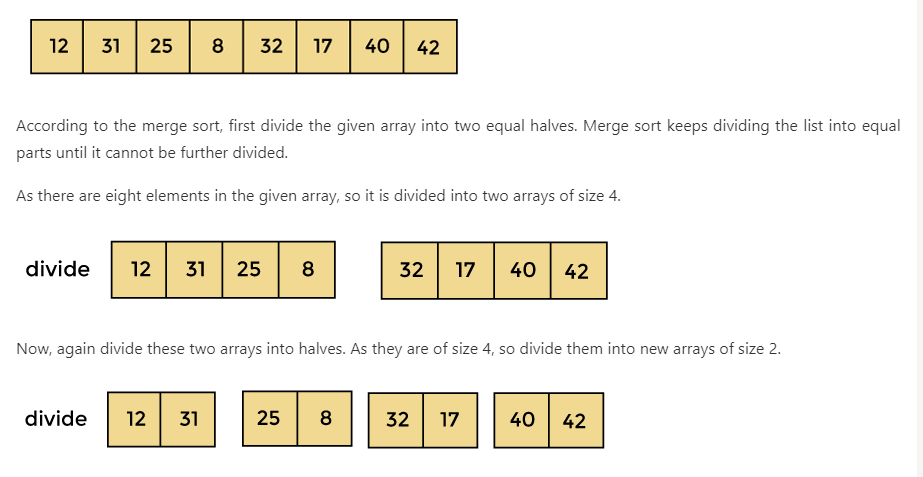 12 31 25 8 32 17 40 42
According to the merge sort, first divide the given array into two equal halves. Merge sort keeps dividing the list into equal
parts until it cannot be further divided.
As there are eight elements in the given array, so it is divided into two arrays of size 4.
divide 12 31 25 8 32 17 40 42
Now, again divide these two arrays into halves. As they are of size 4, so divide them into new arrays of size 2.
divide 12 31 25 8 32 17 40 42